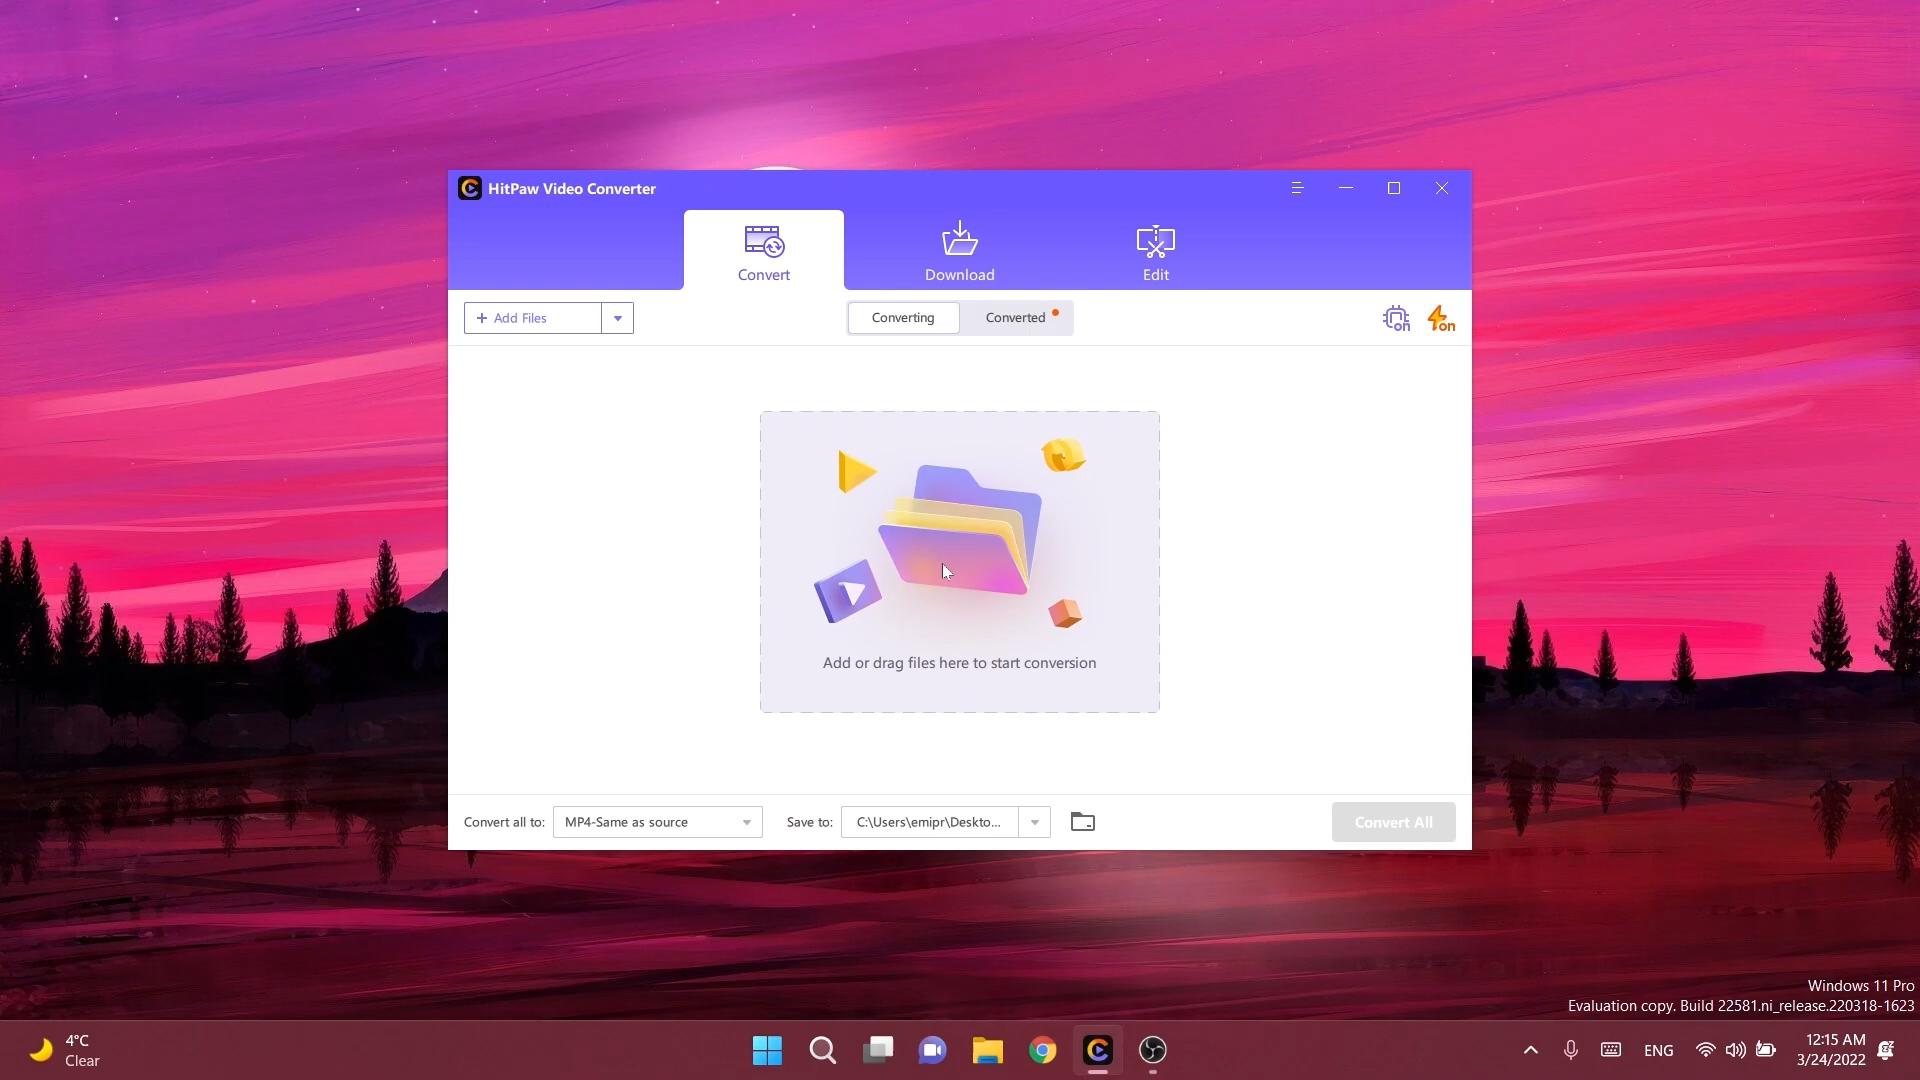 HitPaw Video Converter
Convert
Download
Edit
+ Add Files
Converting
Converted
on
on
Add or drag files here to start conversion
Convert all to:
MP4-Same as source
Save to:
C:\Users\emipr\Deskto...
Convert All
Windows 11 Pro
Evaluation copy. Build 22581.ni_release.220318-1623
4°C
Clear
ENG
12:15 AM
3/24/2022